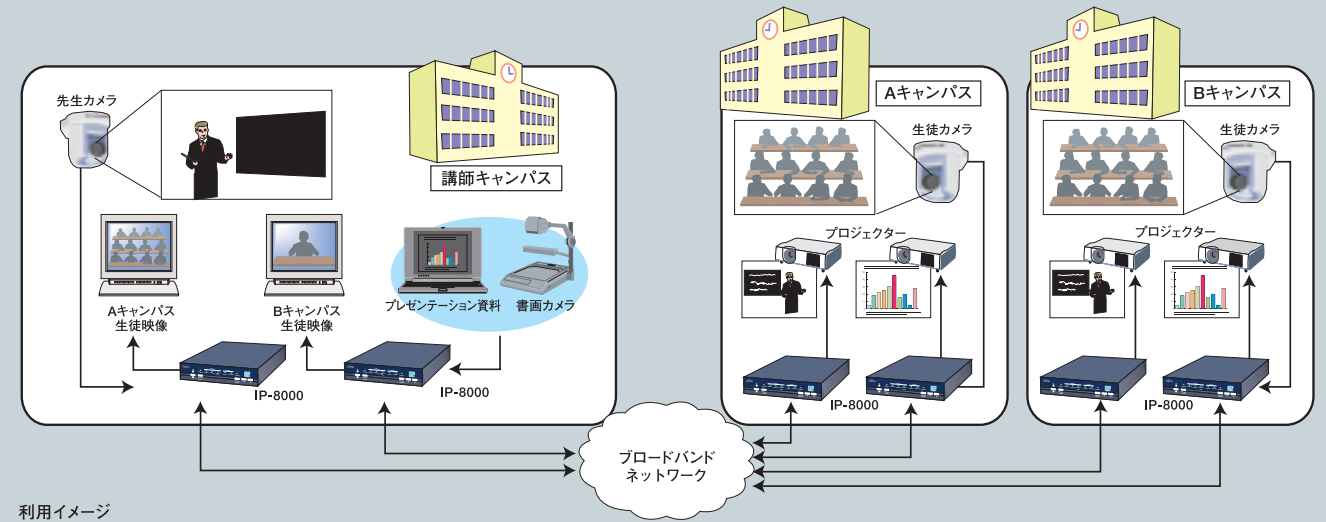 先生カメラ
講師キャンパス
Aキャンパス
生徒映像
Bキャンパス
生徒映像
プレゼンテーション資料
書画カメラ
IP-8000
IP-8000
Aキャンパス
生徒カメラ
プロジェクター
IP-8000
Bキャンパス
生徒カメラ
プロジェクター
IP-8000
ブロードバンド
ネットワーク
利用イメージ